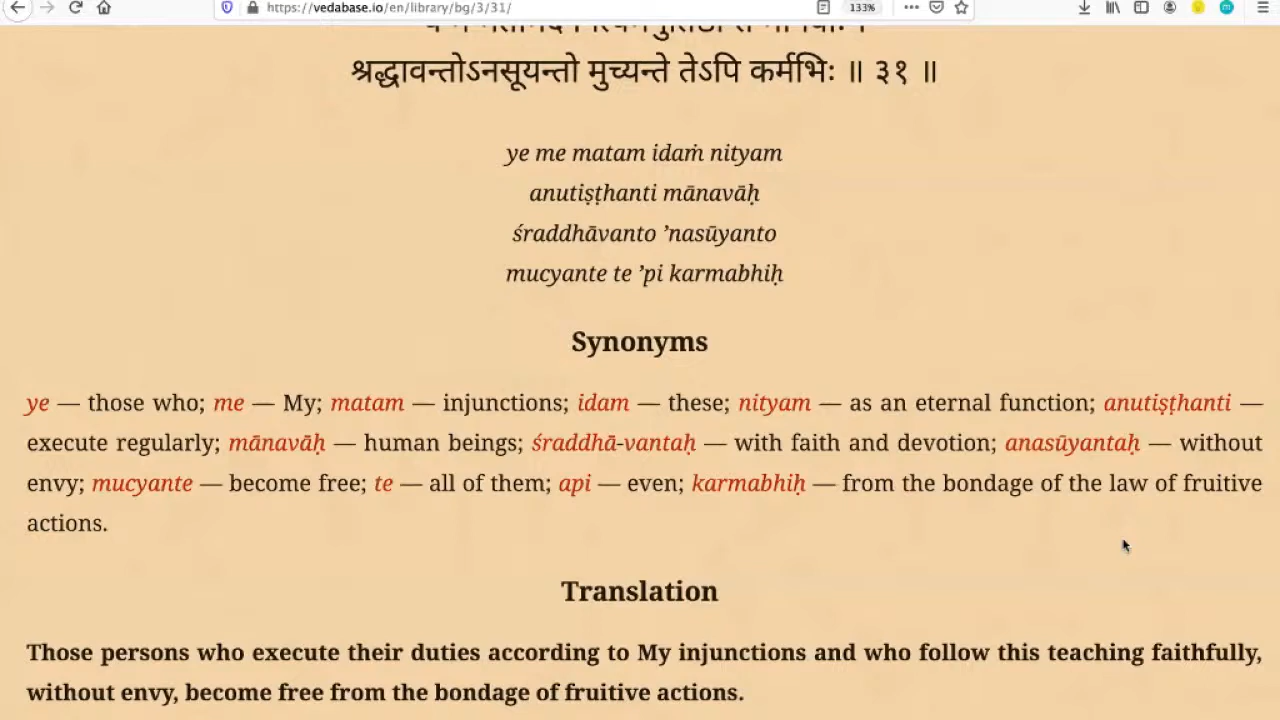 https://vedabase.io/en/library/bg/3/31/
133%
श्रद्धावन्तोऽनसूयन्तो मुच्यन्ते तेऽपि कर्मभिः ॥ ३१ ॥
ye me matam idaṁ nityam
anutiṣṭhanti mānavāḥ
śraddhāvanto ’nasūyanto
mucyante te ’pi karmabhiḥ
Synonyms
ye — those who; me — My; matam — injunctions; idam — these; nityam — as an eternal function; anutiṣṭhanti —
execute regularly; mānavāḥ — human beings; śraddhā-vantaḥ — with faith and devotion; anasūyantaḥ — without
envy; mucyante — become free; te — all of them; api — even; karmabhiḥ — from the bondage of the law of fruitive
actions.
Translation
Those persons who execute their duties according to My injunctions and who follow this teaching faithfully,
without envy, become free from the bondage of fruitive actions.